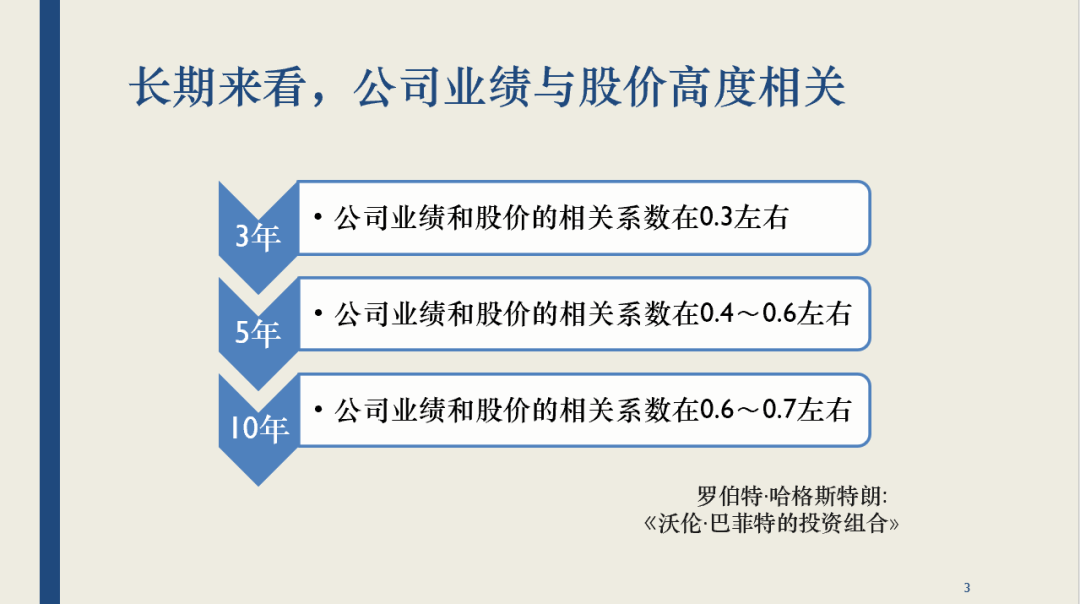 长期来看，公司业绩与股价高度相关
3年
• 公司业绩和股价的相关系数在0.3左右
5年
• 公司业绩和股价的相关系数在0.4～0.6左右
10年
• 公司业绩和股价的相关系数在0.6～0.7左右
罗伯特·哈格斯特朗:
《沃伦·巴菲特的投资组合》
3